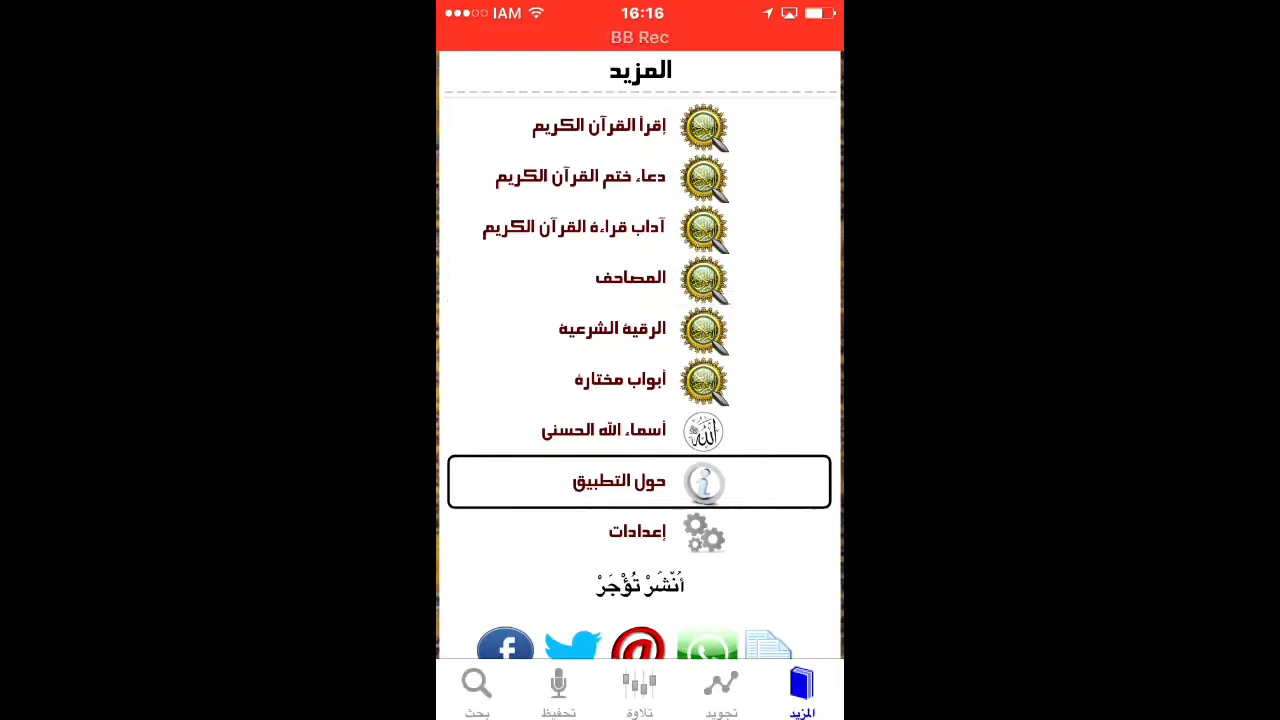 IAM 16:16
BB Rec
المزيد
إقرأ القرآن الكريم
دعاء ختم القرآن الكريم
آداب قراءة القرآن الكريم
المصاحف
الرقية الشرعية
أبواب مختارة
أسماء الله الحسنى
الله
حول التطبيق
إعدادات
أُنْشُرْ تُؤْجَرْ
المزيد تجويد تلاوة تحفيظ بحث